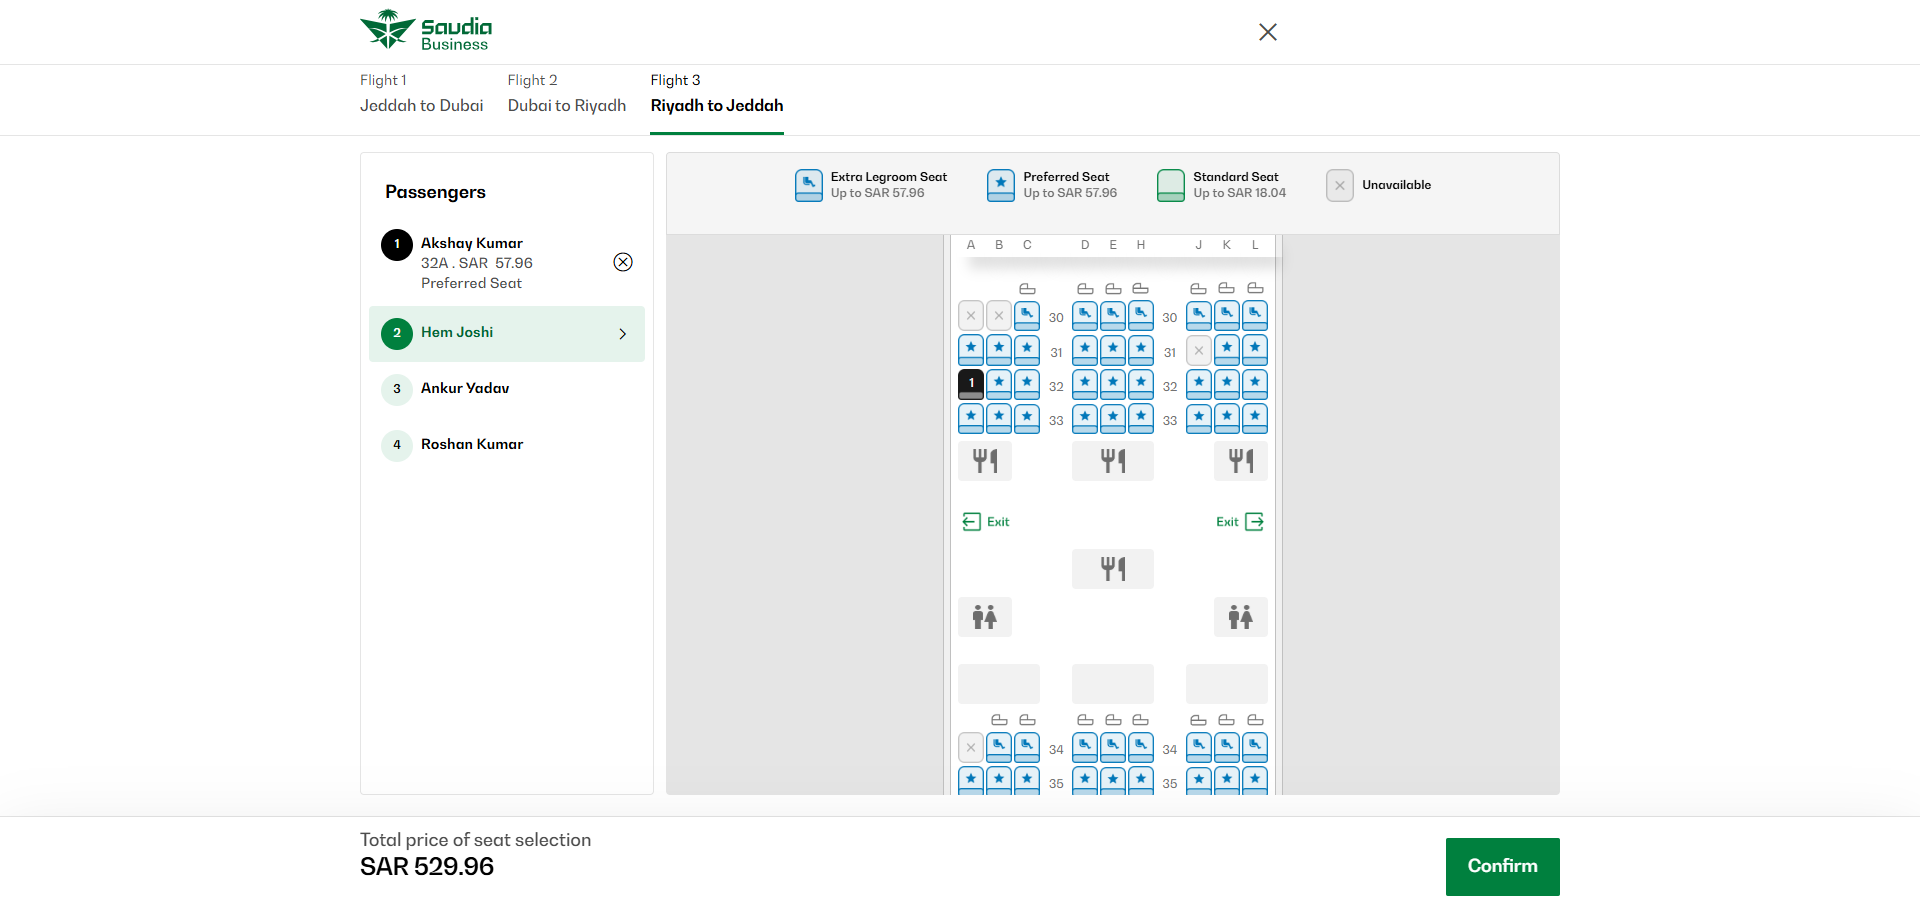 Saudia
Business
Flight 1
Jeddah to Dubai
Flight 2
Dubai to Riyadh
Flight 3
Riyadh to Jeddah
Passengers
1
Akshay Kumar
32A . SAR 57.96
Preferred Seat
2
Hem Joshi
3
Ankur Yadav
4
Roshan Kumar
Extra Legroom Seat
Up to SAR 57.96
Preferred Seat
Up to SAR 57.96
Standard Seat
Up to SAR 18.04
Unavailable
A B C D E H J K L
30 30
31 31
1 32 32
33 33
Exit Exit
34 34
35 35
Total price of seat selection
SAR 529.96
Confirm